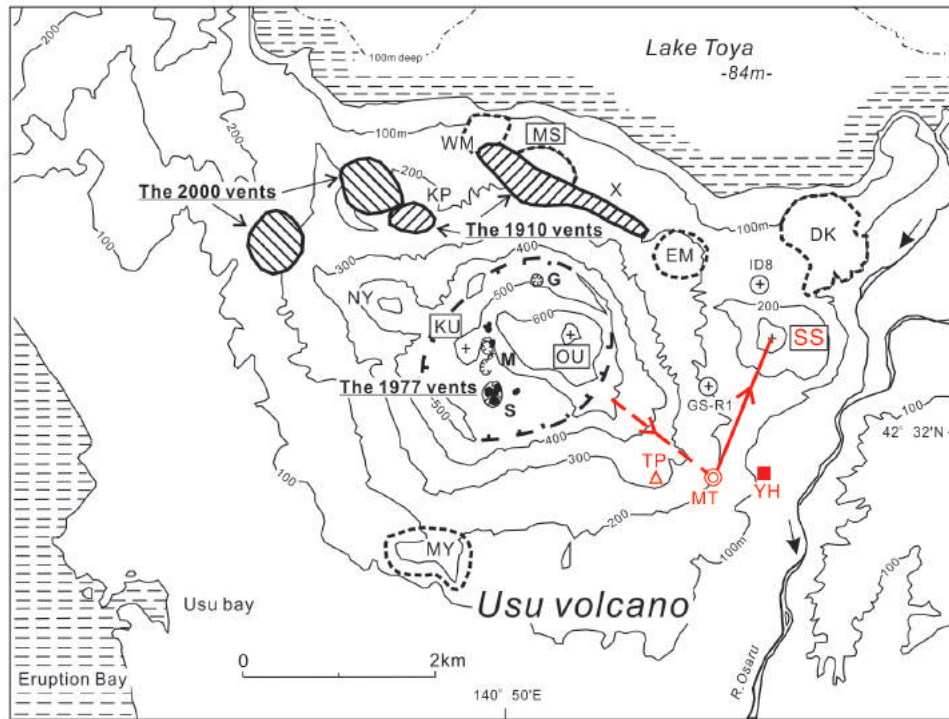 200
100m deep
Lake Toya
-84m-
200
100m
WM
MS
200
KP
X
The 2000 vents
The 1910 vents
100m
DK
EM
ID8
100
300
400
500
G
200
NY
600
KU
OU
SS
M
The 1977 vents
S
GS-R1
100
500
400
42° 32'N
300
TP
MT
YH
200
100m
100
MY
100
Usu volcano
Usu bay
0
2km
R.Osaru
Eruption Bay
140° 50'E